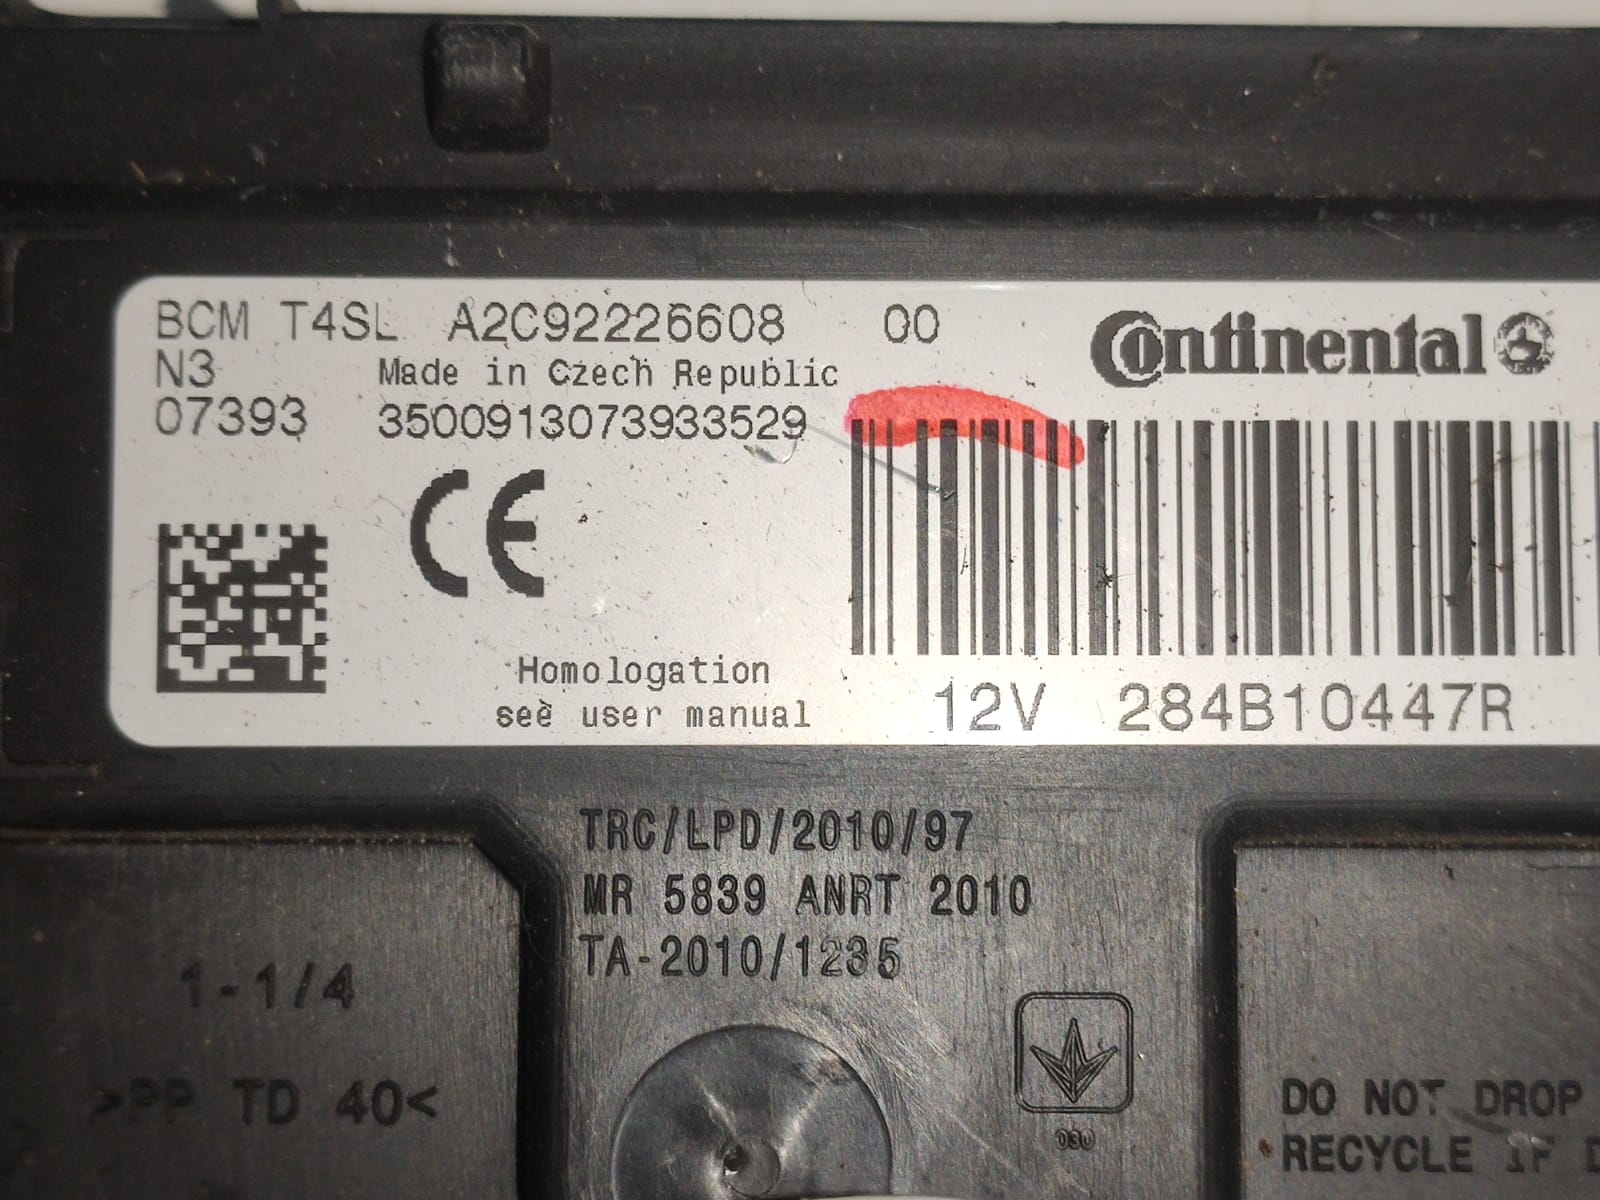 BCM T4SL A2C92226608 00
Continental
N3 Made in Czech Republic
07393 3500913073933529
CE
Homologation
see user manual
12V 284B10447R
TRC/LPD/2010/97
MR 5839 ANRT 2010
TA-2010/1235
1-1/4
>PP TD 40<
030
DO NOT DROP
RECYCLE IF D